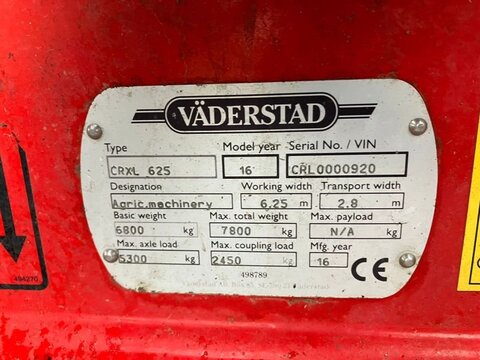 VÄDERSTAD
Type Model year Serial No. / VIN
CRXL 625 16 CRL0000920
Designation Working width Transport width
Agric.machinery 6.25 m 2.8 m
Basic weight Max. total weight Max. payload
6800 kg 7800 kg N/A kg
Max. axle load Max. coupling load Mfg. year
5300 kg 2450 kg 16 CE
498789
494270